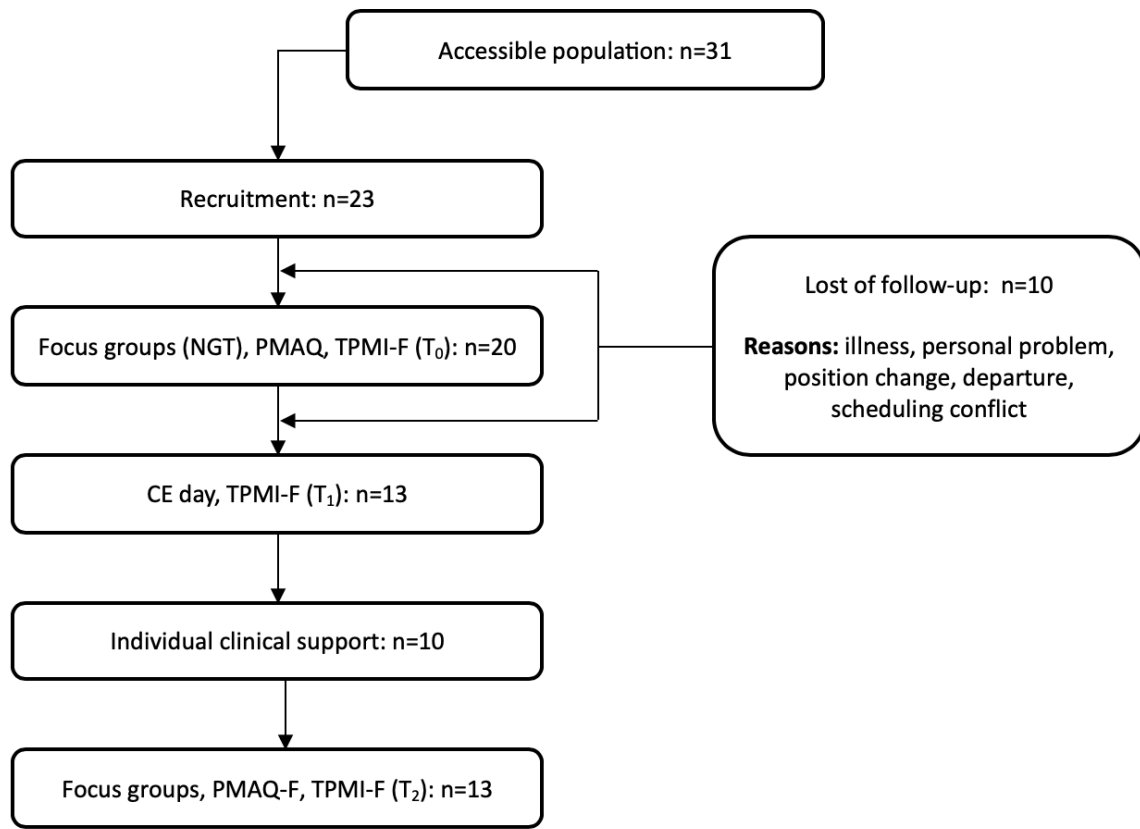 Accessible population: n=31
Recruitment: n=23
Lost of follow-up: n=10
Reasons: illness, personal problem,
position change, departure,
scheduling conflict
Focus groups (NGT), PMAQ, TPMI-F (T₀): n=20
CE day, TPMI-F (T₁): n=13
Individual clinical support: n=10
Focus groups, PMAQ-F, TPMI-F (T₂): n=13